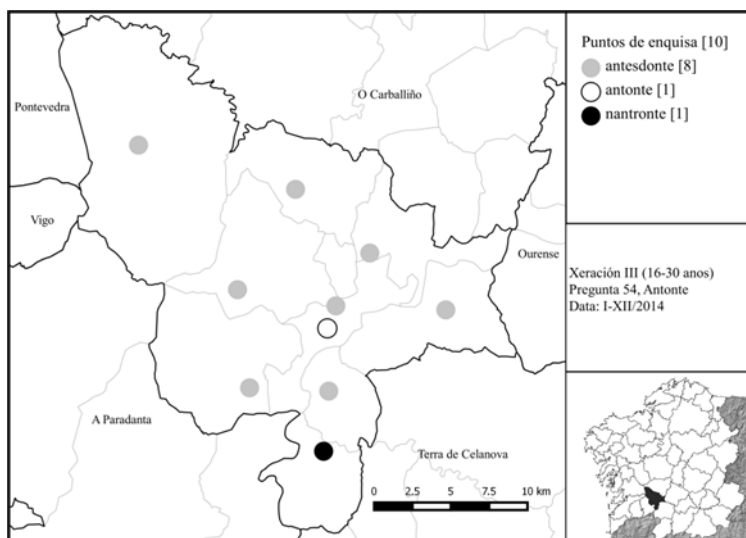 Puntos de enquisa [10]
antesdonte [8]
antonte [1]
nantronte [1]
O Carballiño
Pontevedra
Vigo
Ourense
Xeración III (16-30 anos)
Pregunta 54, Antonte
Data: I-XII/2014
A Paradanta
Terra de Celanova
0 2.5 5 7.5 10 km